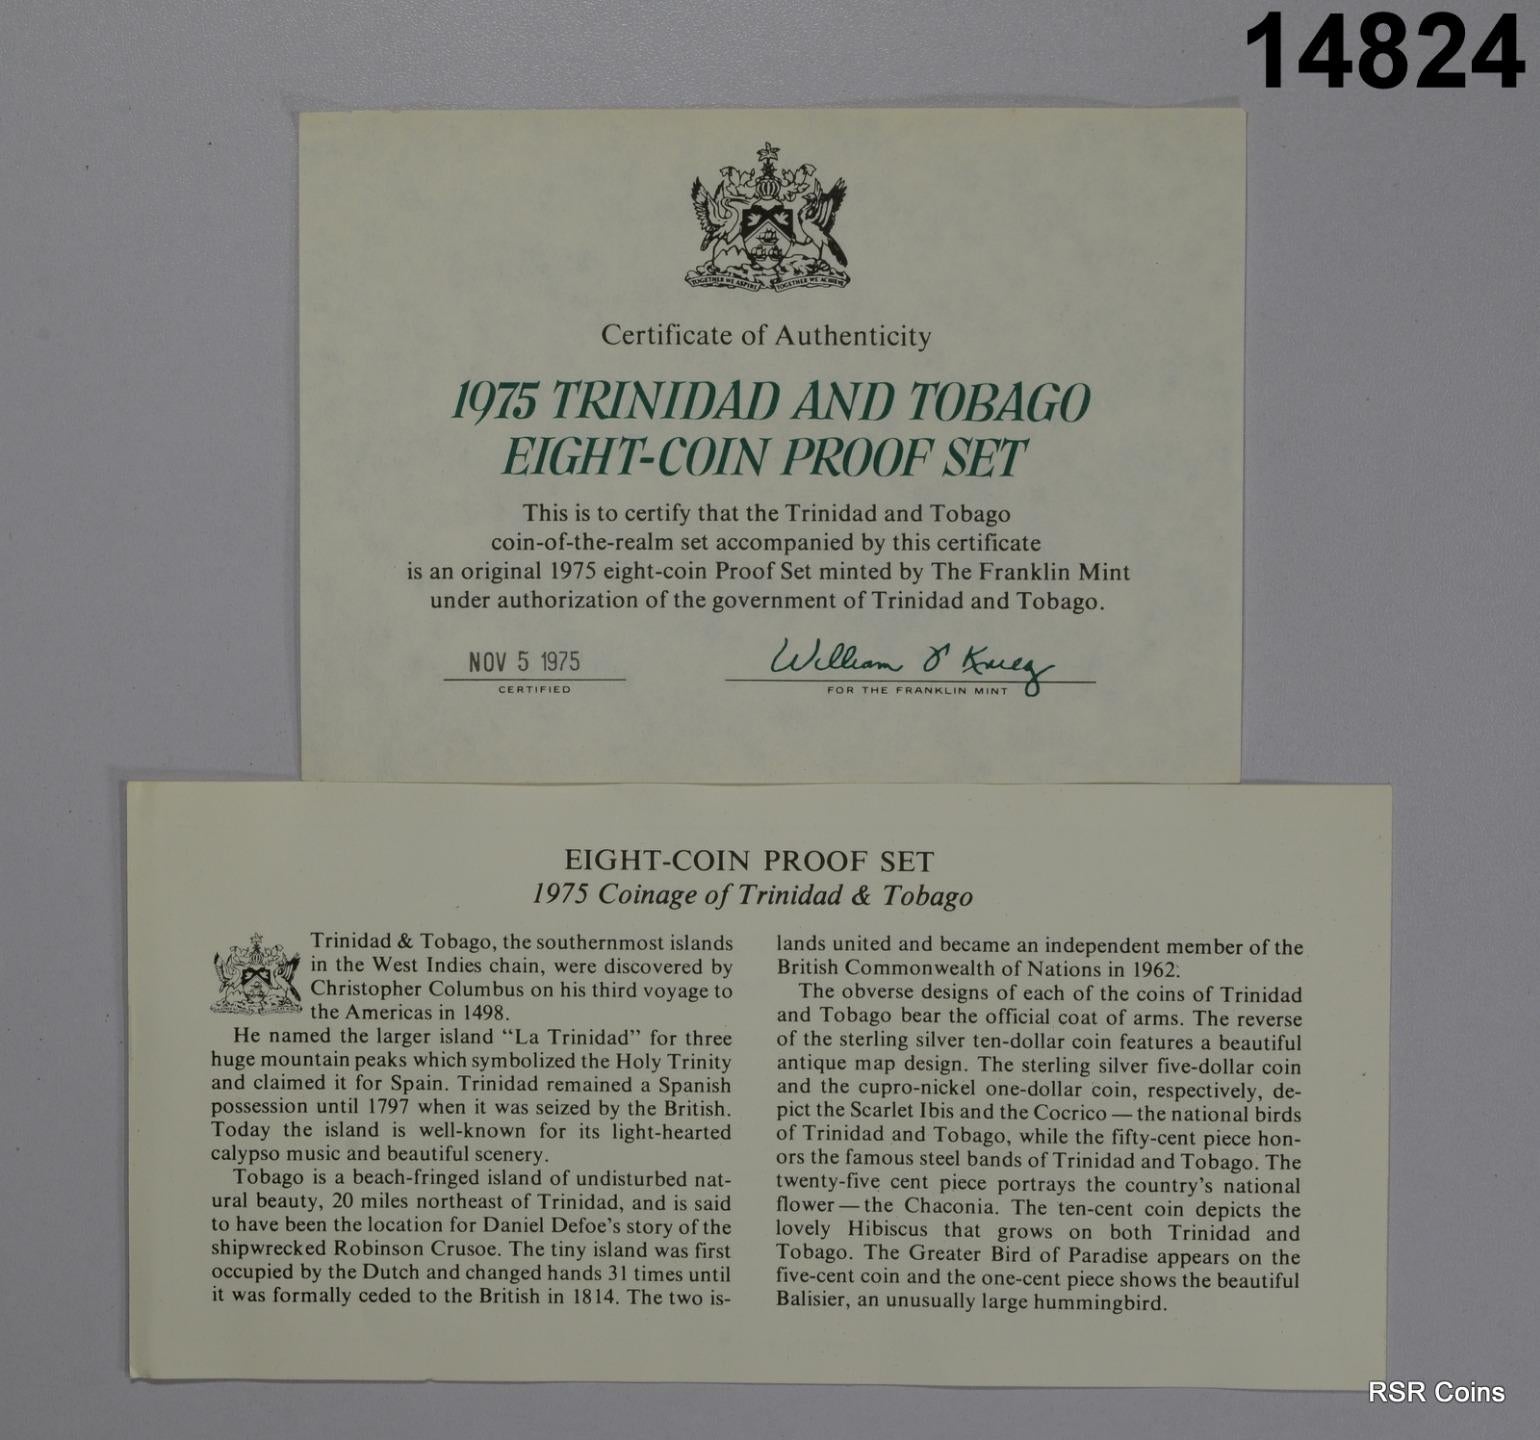 14824
TOGETHER WE ASPIRE TOGETHER WE ACHIEVE
Certificate of Authenticity
1975 TRINIDAD AND TOBAGO
EIGHT-COIN PROOF SET
This is to certify that the Trinidad and Tobago
coin-of-the-realm set accompanied by this certificate
is an original 1975 eight-coin Proof Set minted by The Franklin Mint
under authorization of the government of Trinidad and Tobago.
NOV 5 1975
CERTIFIED
William
FOR THE FRANKLIN MINT
EIGHT-COIN PROOF SET
1975 Coinage of Trinidad & Tobago
Trinidad & Tobago, the southernmost islands
in the West Indies chain, were discovered by
Christopher Columbus on his third voyage to
the Americas in 1498.
He named the larger island “La Trinidad” for three
huge mountain peaks which symbolized the Holy Trinity
and claimed it for Spain. Trinidad remained a Spanish
possession until 1797 when it was seized by the British.
Today the island is well-known for its light-hearted
calypso music and beautiful scenery.
Tobago is a beach-fringed island of undisturbed nat-
ural beauty, 20 miles northeast of Trinidad, and is said
to have been the location for Daniel Defoe’s story of the
shipwrecked Robinson Crusoe. The tiny island was first
occupied by the Dutch and changed hands 31 times until
it was formally ceded to the British in 1814. The two is-
lands united and became an independent member of the
British Commonwealth of Nations in 1962.
The obverse designs of each of the coins of Trinidad
and Tobago bear the official coat of arms. The reverse
of the sterling silver ten-dollar coin features a beautiful
antique map design. The sterling silver five-dollar coin
and the cupro-nickel one-dollar coin, respectively, de-
pict the Scarlet Ibis and the Cocrico — the national birds
of Trinidad and Tobago, while the fifty-cent piece hon-
ors the famous steel bands of Trinidad and Tobago. The
twenty-five cent piece portrays the country’s national
flower — the Chaconia. The ten-cent coin depicts the
lovely Hibiscus that grows on both Trinidad and
Tobago. The Greater Bird of Paradise appears on the
five-cent coin and the one-cent piece shows the beautiful
Balisier, an unusually large hummingbird.
RSR Coins